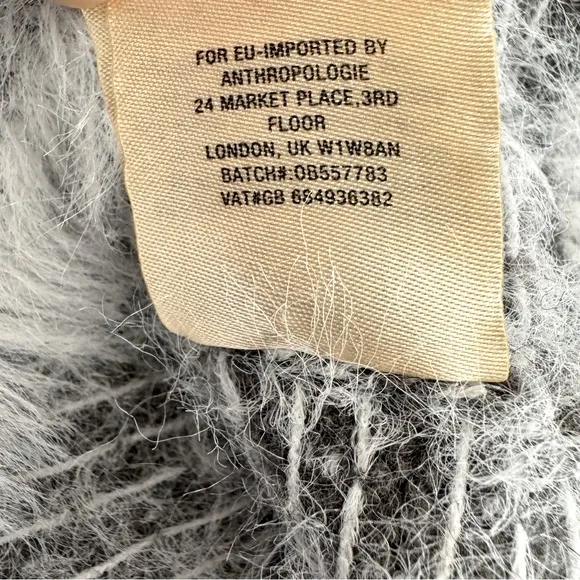 FOR EU-IMPORTED BY
ANTHROPOLOGIE
24 MARKET PLACE,3RD
FLOOR
LONDON, UK W1W8AN
BATCH#:OB557783
VAT#GB 664936382